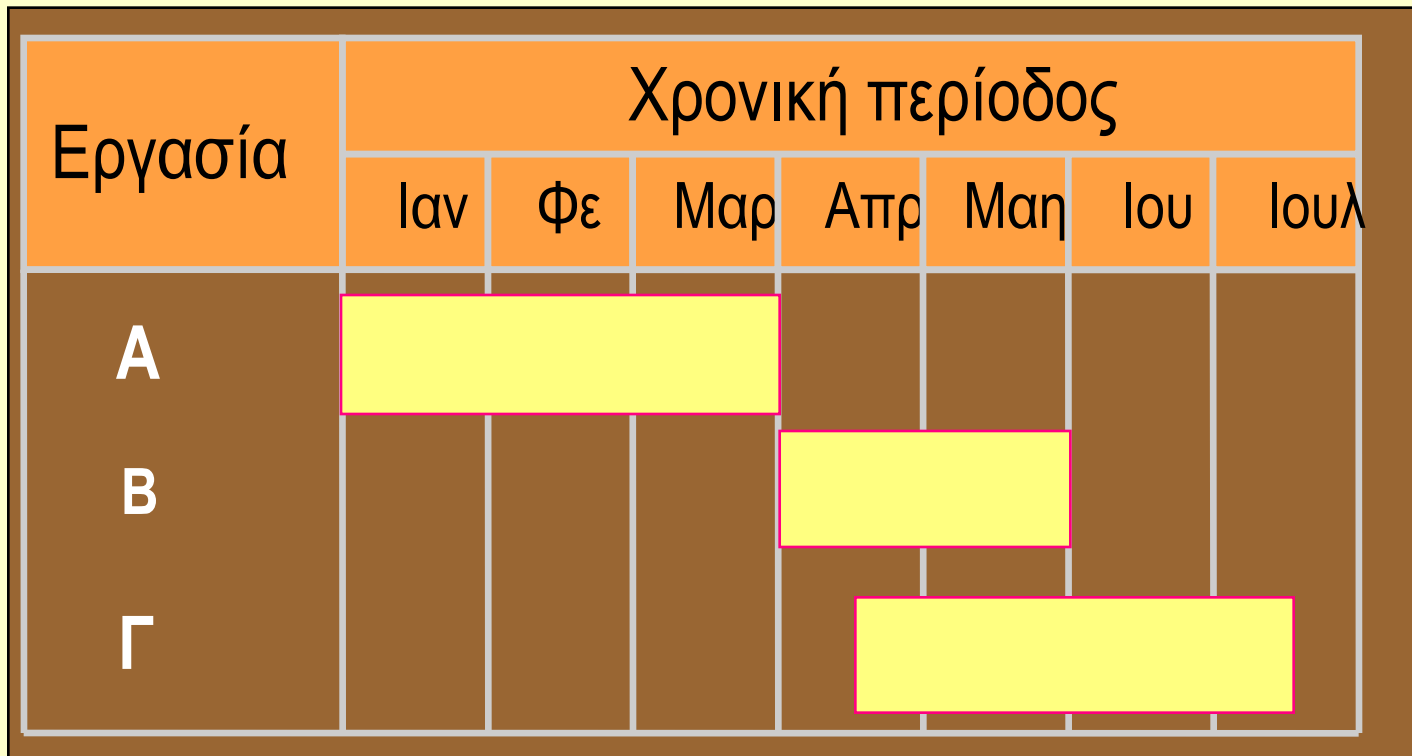 Χρονική περίοδος
Εργασία
Ιαν Φε Μαρ Απρ Μαη Ιου Ιουλ
Α
Β
Γ